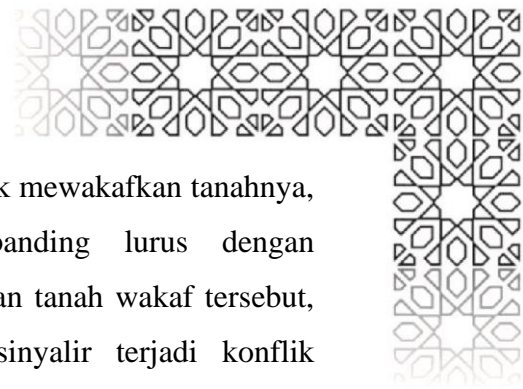 k mewakafkan tanahnya,
banding lurus dengan
an tanah wakaf tersebut,
sinyalir terjadi konflik